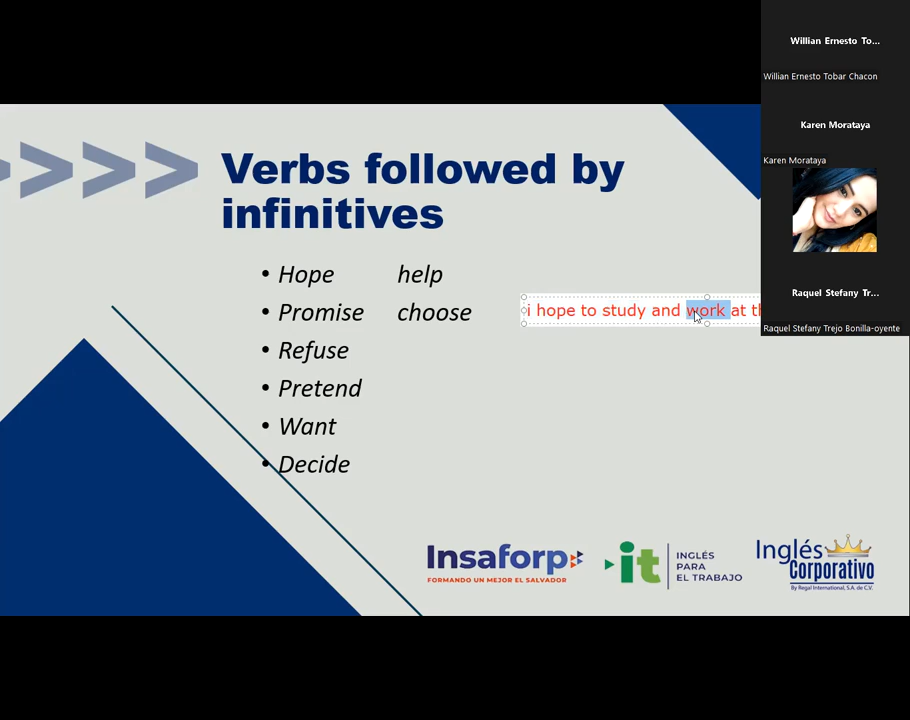 Willian Ernesto To...
Willian Ernesto Tobar Chacon
Karen Morataya
Karen Morataya
Raquel Stefany Tr...
Raquel Stefany Trejo Bonilla-oyente
Verbs followed by
infinitives
• Hope help
• Promise choose
• Refuse
• Pretend
• Want
• Decide
i hope to study and work at
Insaforp
FORMANDO UN MEJOR EL SALVADOR
it
INGLÉS
PARA
EL TRABAJO
Inglés
Corporativo
By Regal International, S.A. de C.V.